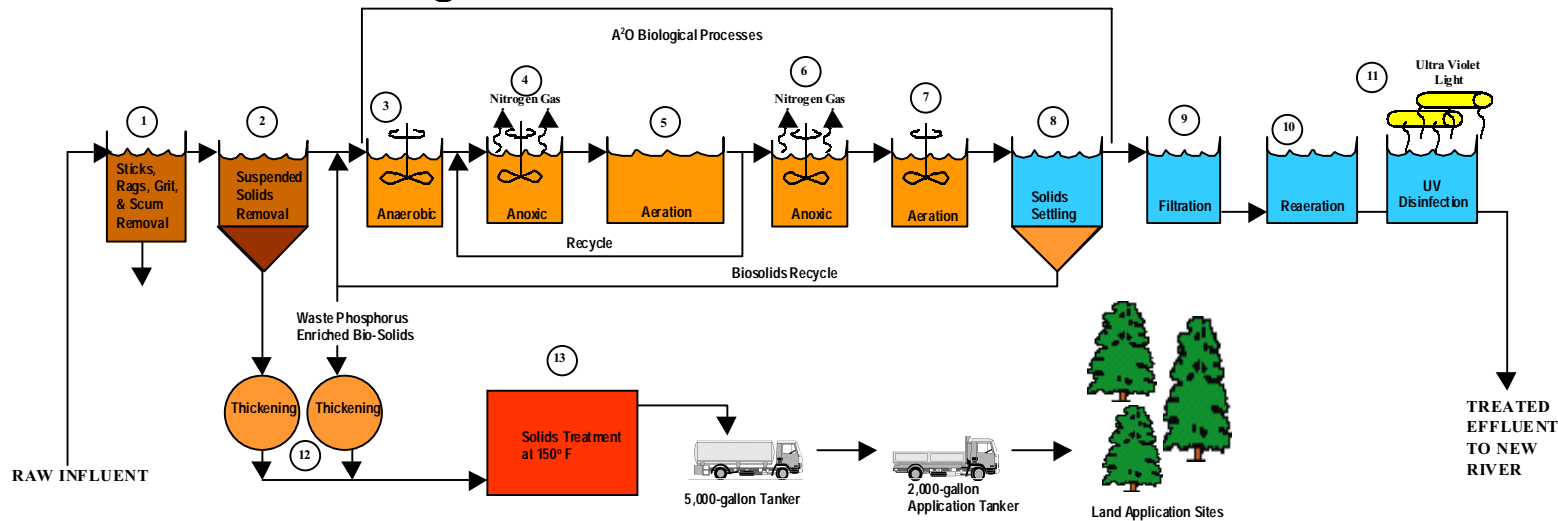 A²O Biological Processes
1
2
3
4
5
6
7
8
9
10
11
Ultra Violet
Light
Nitrogen Gas
Nitrogen Gas
Sticks,
Rags, Grit,
& Scum
Removal
Suspended
Solids
Removal
Anaerobic
Anoxic
Aeration
Anoxic
Aeration
Solids
Settling
Filtration
Reaeration
UV
Disinfection
Recycle
Biosolids Recycle
Waste Phosphorus
Enriched Bio-Solids
13
Thickening
Thickening
12
Solids Treatment
at 150º F
RAW INFLUENT
5,000-gallon Tanker
2,000-gallon
Application Tanker
Land Application Sites
TREATED
EFFLUENT
TO NEW
RIVER